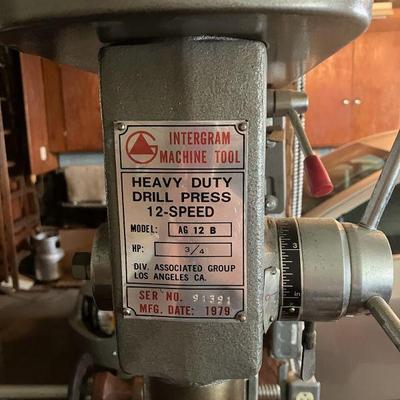 INTERGRAM
MACHINE TOOL
HEAVY DUTY
DRILL PRESS
12-SPEED
MODEL: AG 12 B
HP: 3/4
DIV. ASSOCIATED GROUP
LOS ANGELES CA.
SER NO. 91391
MFG. DATE: 1979